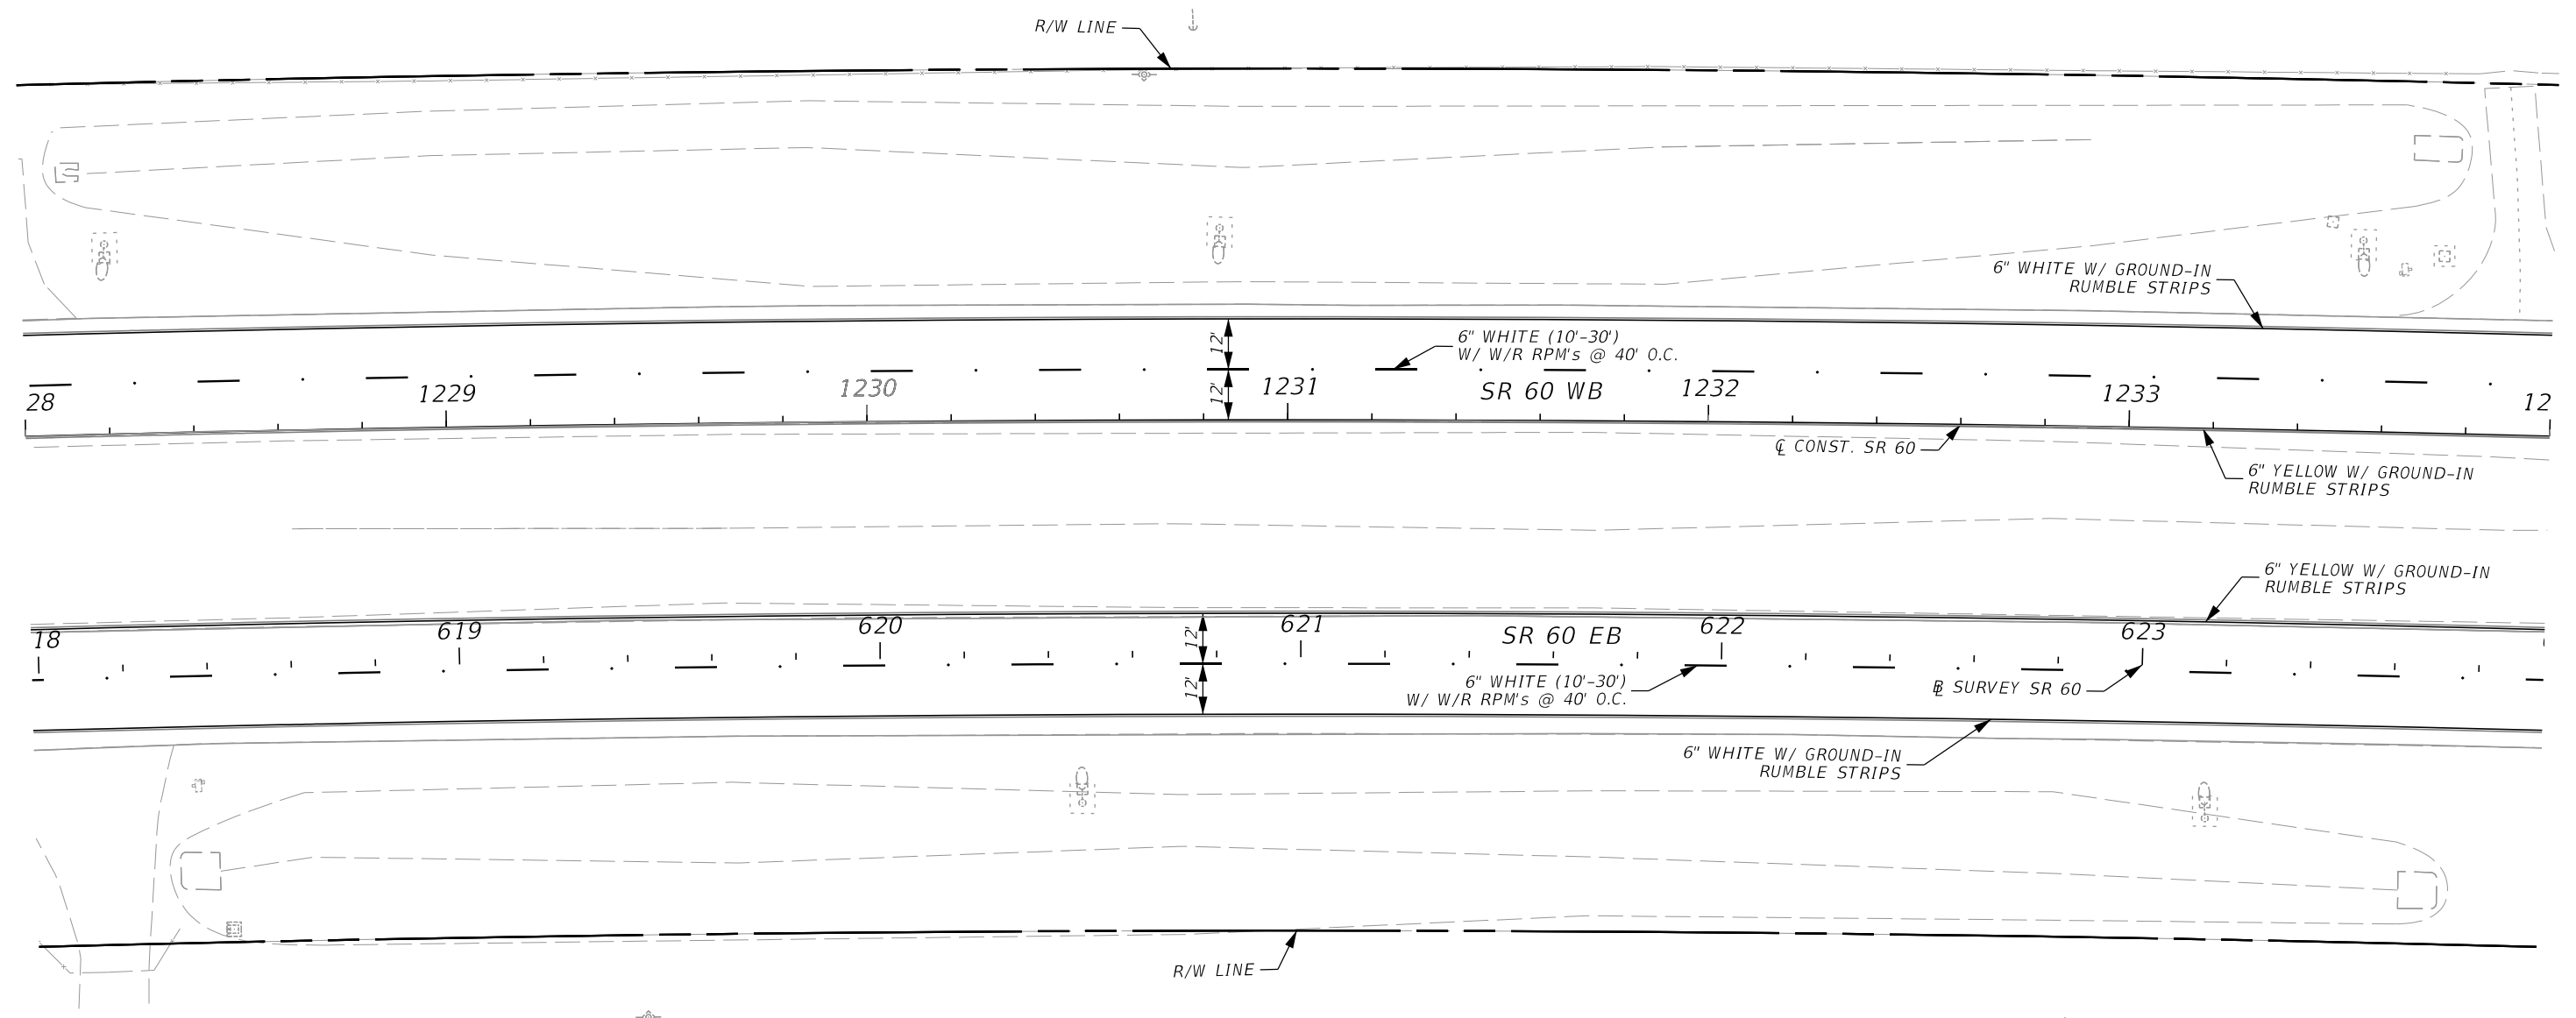 R/W LINE
6" WHITE W/ GROUND-IN
RUMBLE STRIPS
12'
6" WHITE (10'-30')
W/ W/R RPM's @ 40' O.C.
28
1229
1230
12'
1231
SR 60 WB
1232
1233
12
℄ CONST. SR 60
6" YELLOW W/ GROUND-IN
RUMBLE STRIPS
6" YELLOW W/ GROUND-IN
RUMBLE STRIPS
18
619
620
12'
621
SR 60 EB
622
623
12'
6" WHITE (10'-30')
W/ W/R RPM's @ 40' O.C.
BL SURVEY SR 60
6" WHITE W/ GROUND-IN
RUMBLE STRIPS
R/W LINE